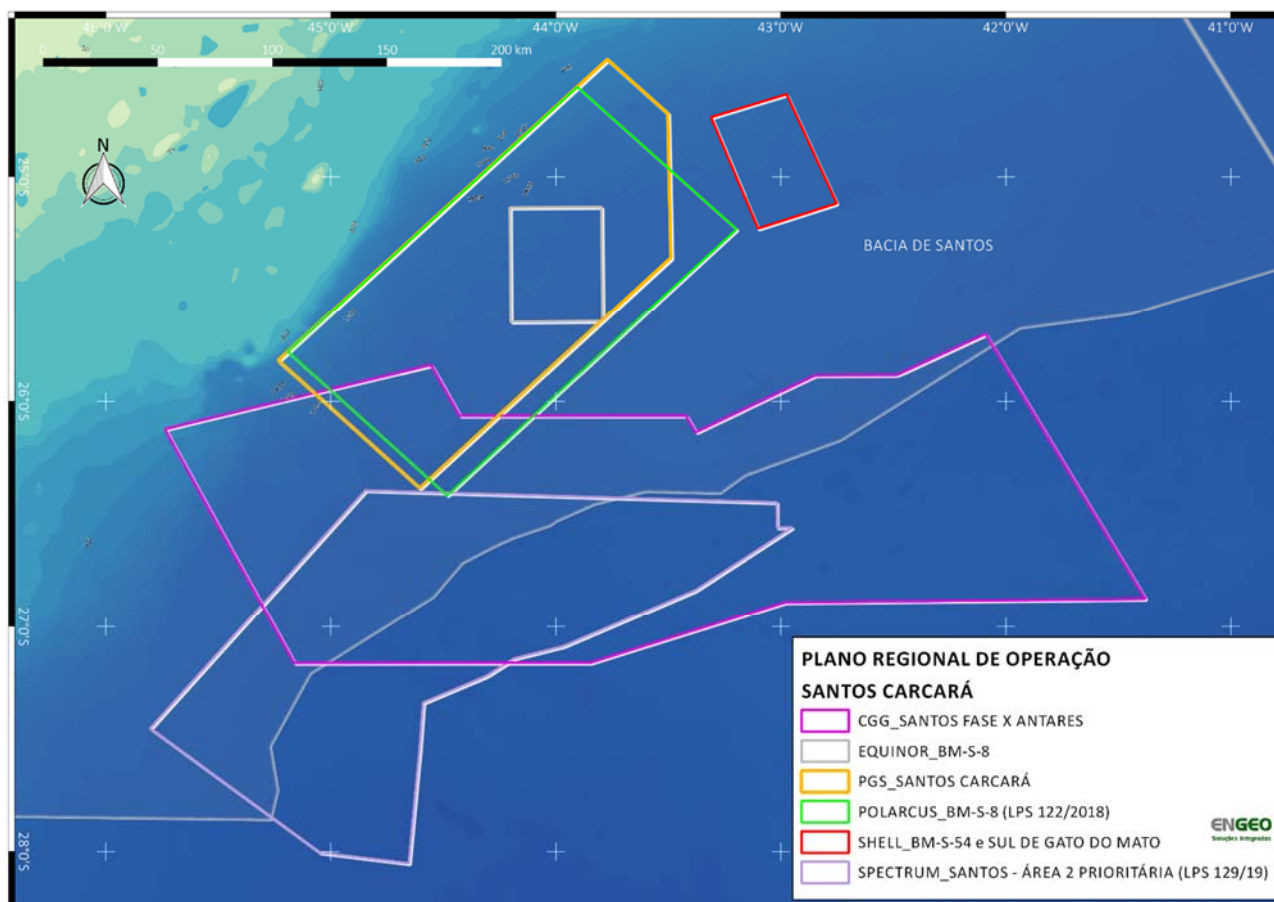 46°0'W 45°0'W 44°0'W 43°0'W 42°0'W 41°0'W
0 50 100 150 200 km
N
25°0'S
BACIA DE SANTOS
26°0'S
27°0'S
28°0'S
PLANO REGIONAL DE OPERAÇÃO
SANTOS CARCARÁ
CGG_SANTOS FASE X ANTARES
EQUINOR_BM-S-8
PGS_SANTOS CARCARÁ
POLARCUS_BM-S-8 (LPS 122/2018)
SHELL_BM-S-54 e SUL DE GATO DO MATO
SPECTRUM_SANTOS - ÁREA 2 PRIORITÁRIA (LPS 129/19)
ENGEO
Soluções Integradas